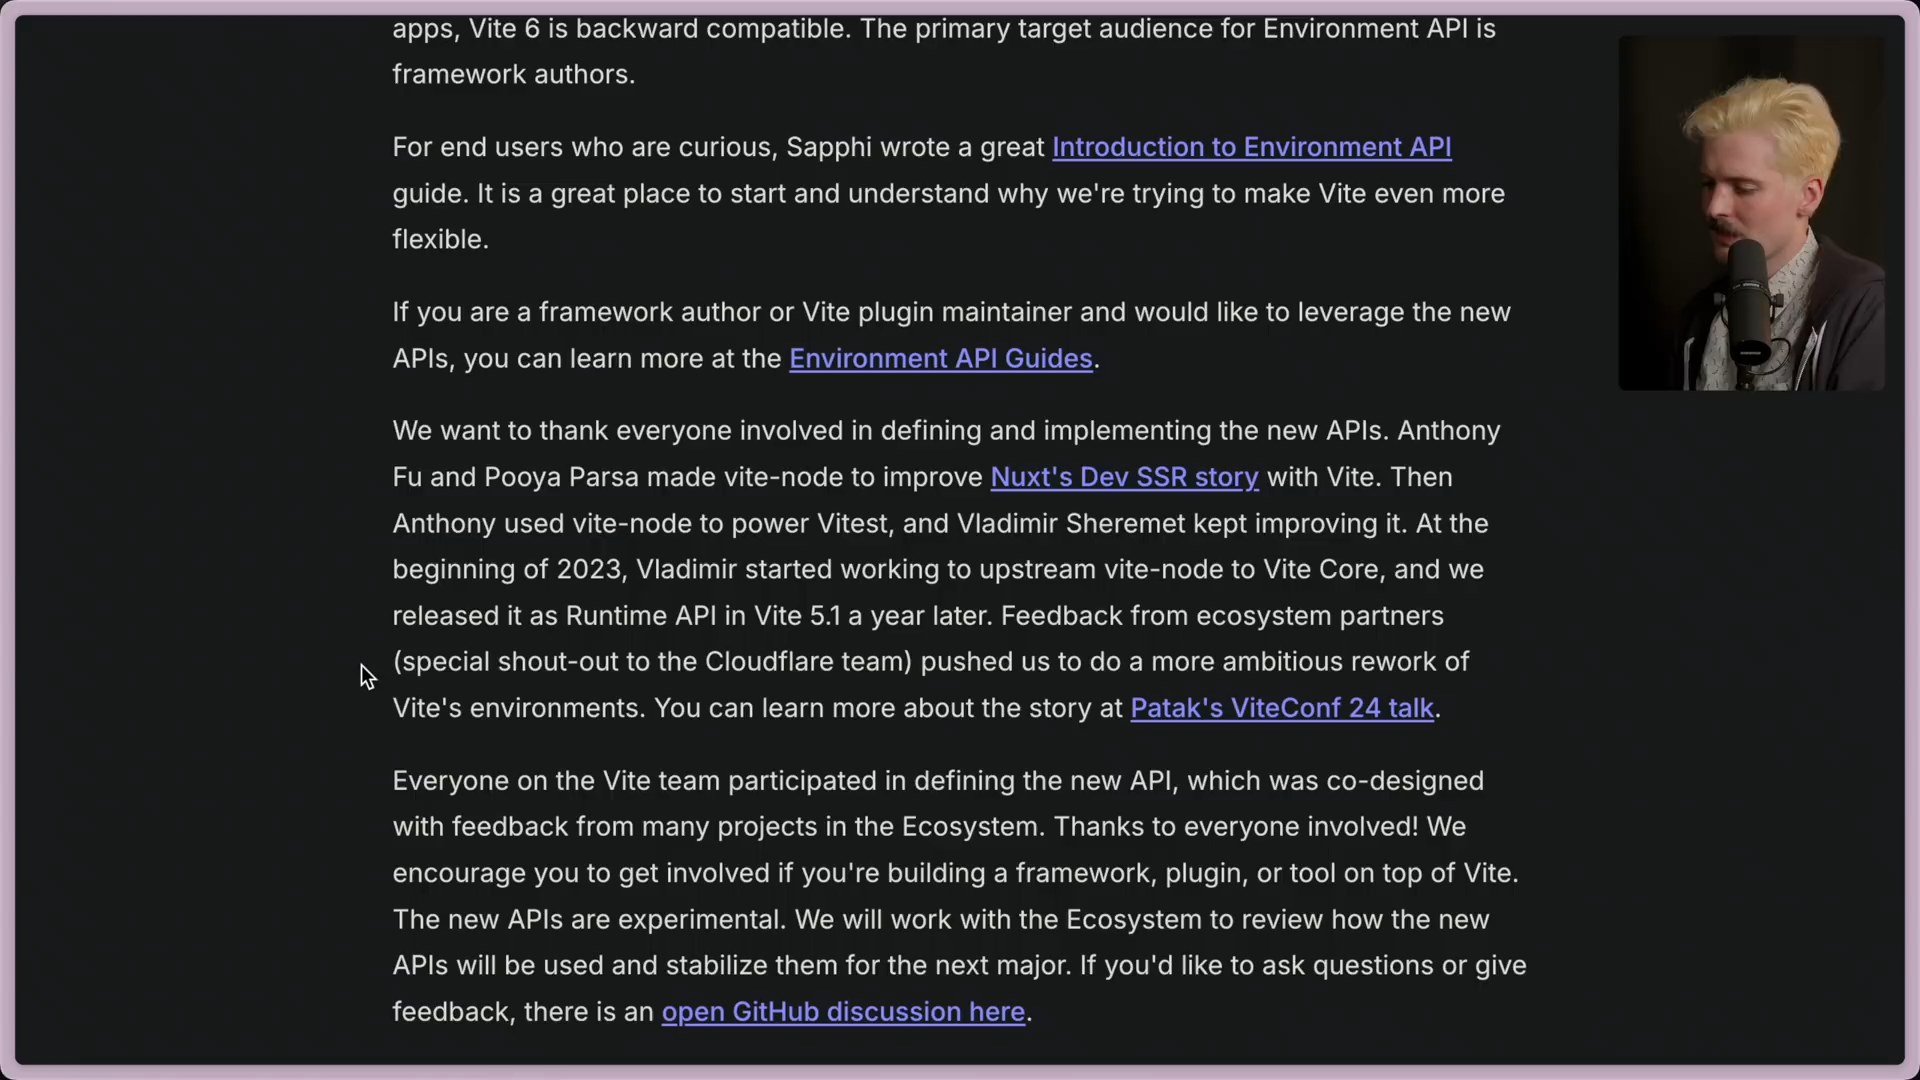 apps, Vite 6 is backward compatible. The primary target audience for Environment API is
framework authors.
For end users who are curious, Sapphi wrote a great Introduction to Environment API
guide. It is a great place to start and understand why we're trying to make Vite even more
flexible.
If you are a framework author or Vite plugin maintainer and would like to leverage the new
APIs, you can learn more at the Environment API Guides.
We want to thank everyone involved in defining and implementing the new APIs. Anthony
Fu and Pooya Parsa made vite-node to improve Nuxt's Dev SSR story with Vite. Then
Anthony used vite-node to power Vitest, and Vladimir Sheremet kept improving it. At the
beginning of 2023, Vladimir started working to upstream vite-node to Vite Core, and we
released it as Runtime API in Vite 5.1 a year later. Feedback from ecosystem partners
(special shout-out to the Cloudflare team) pushed us to do a more ambitious rework of
Vite's environments. You can learn more about the story at Patak's ViteConf 24 talk.
Everyone on the Vite team participated in defining the new API, which was co-designed
with feedback from many projects in the Ecosystem. Thanks to everyone involved! We
encourage you to get involved if you're building a framework, plugin, or tool on top of Vite.
The new APIs are experimental. We will work with the Ecosystem to review how the new
APIs will be used and stabilize them for the next major. If you'd like to ask questions or give
feedback, there is an open GitHub discussion here.